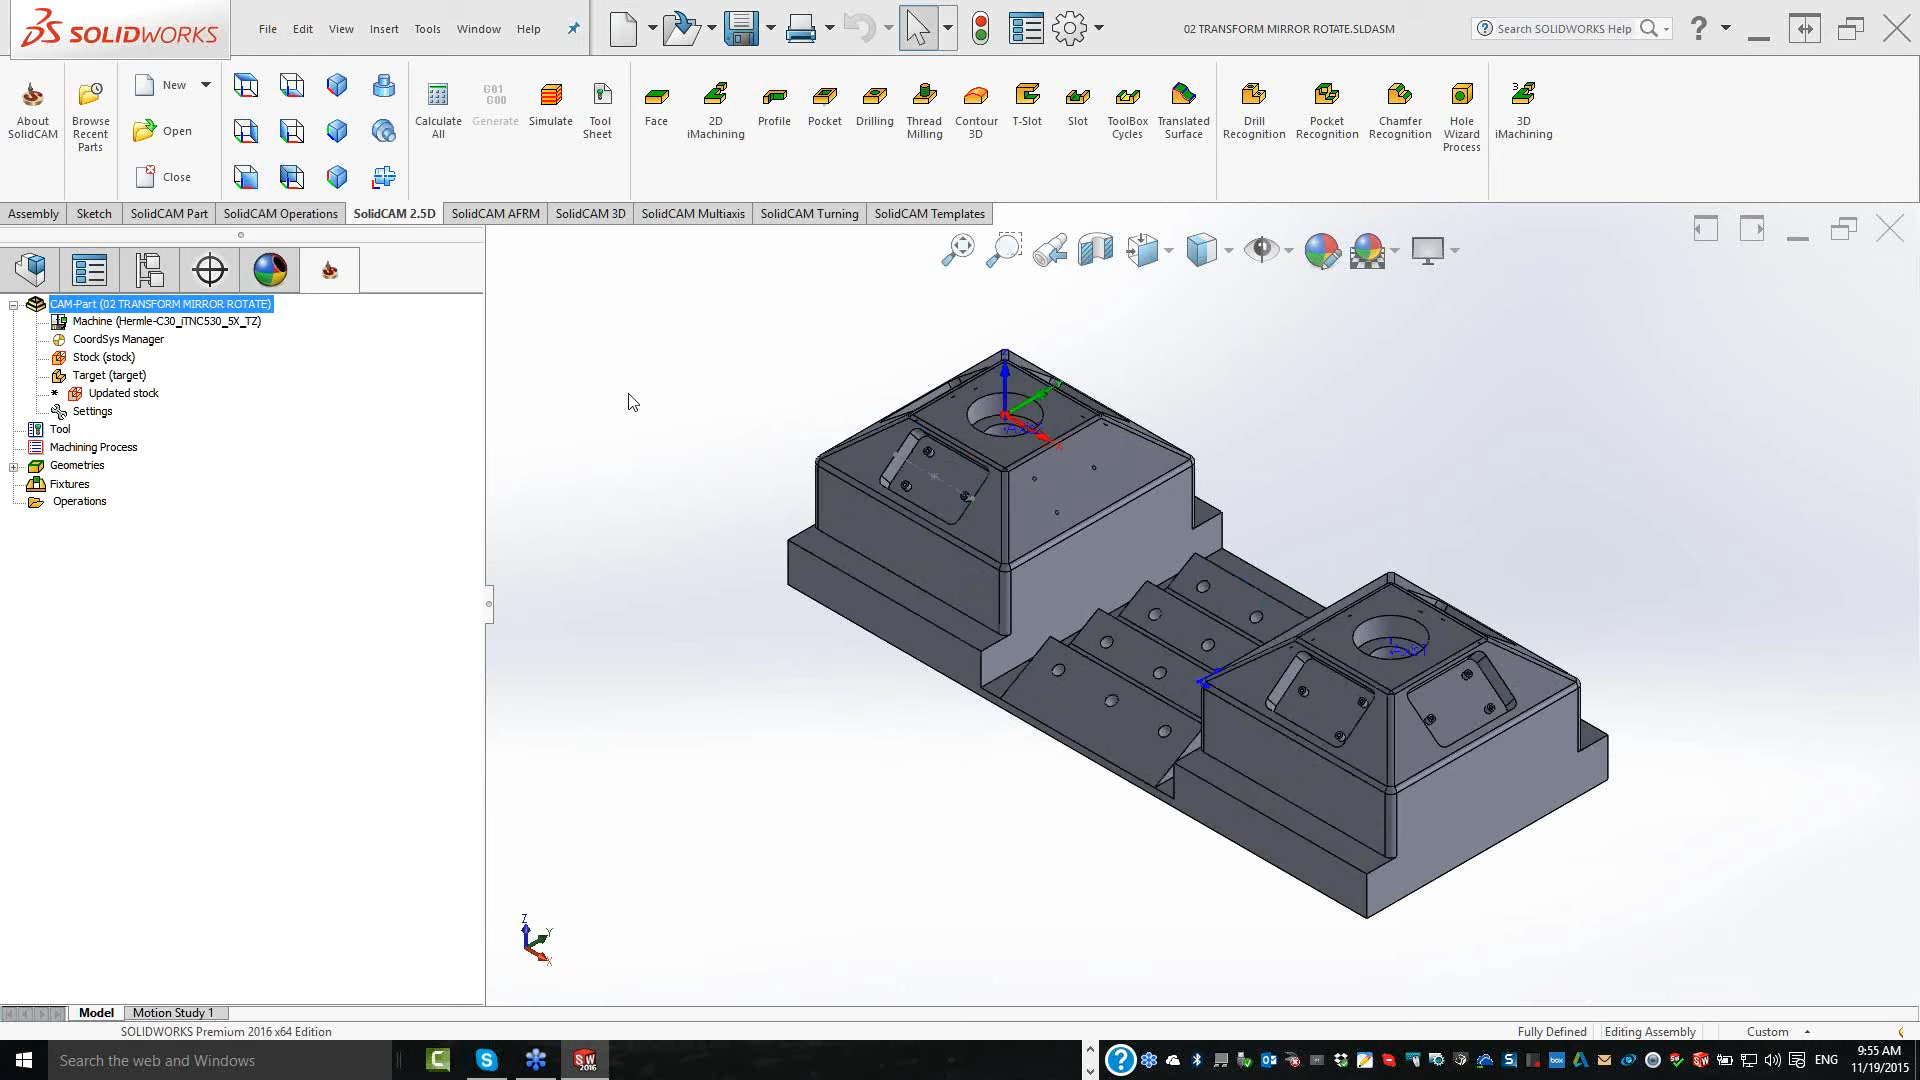 SOLIDWORKS
File Edit View Insert Tools Window Help
02 TRANSFORM MIRROR ROTATE.SLDASM
Search SOLIDWORKS Help
About SolidCAM
Browse Recent Parts
New
Open
Close
Calculate All
G01 G00
Generate
Simulate
Tool Sheet
Face
2D iMachining
Profile
Pocket
Drilling
Thread Milling
Contour 3D
T-Slot
Slot
ToolBox Cycles
Translated Surface
Drill Recognition
Pocket Recognition
Chamfer Recognition
Hole Wizard Process
3D iMachining
Assembly Sketch SolidCAM Part SolidCAM Operations SolidCAM 2.5D SolidCAM AFRM SolidCAM 3D SolidCAM Multiaxis SolidCAM Turning SolidCAM Templates
CAM-Part (02 TRANSFORM MIRROR ROTATE)
Machine (Hermle-C30_iTNC530_5X_TZ)
CoordSys Manager
Stock (stock)
Target (target)
* Updated stock
Settings
Tool
Machining Process
Geometries
Fixtures
Operations
Z
Y
X
Model Motion Study 1
SOLIDWORKS Premium 2016 x64 Edition
Fully Defined Editing Assembly Custom
Search the web and Windows
SW 2016
ENG
9:55 AM
11/19/2015